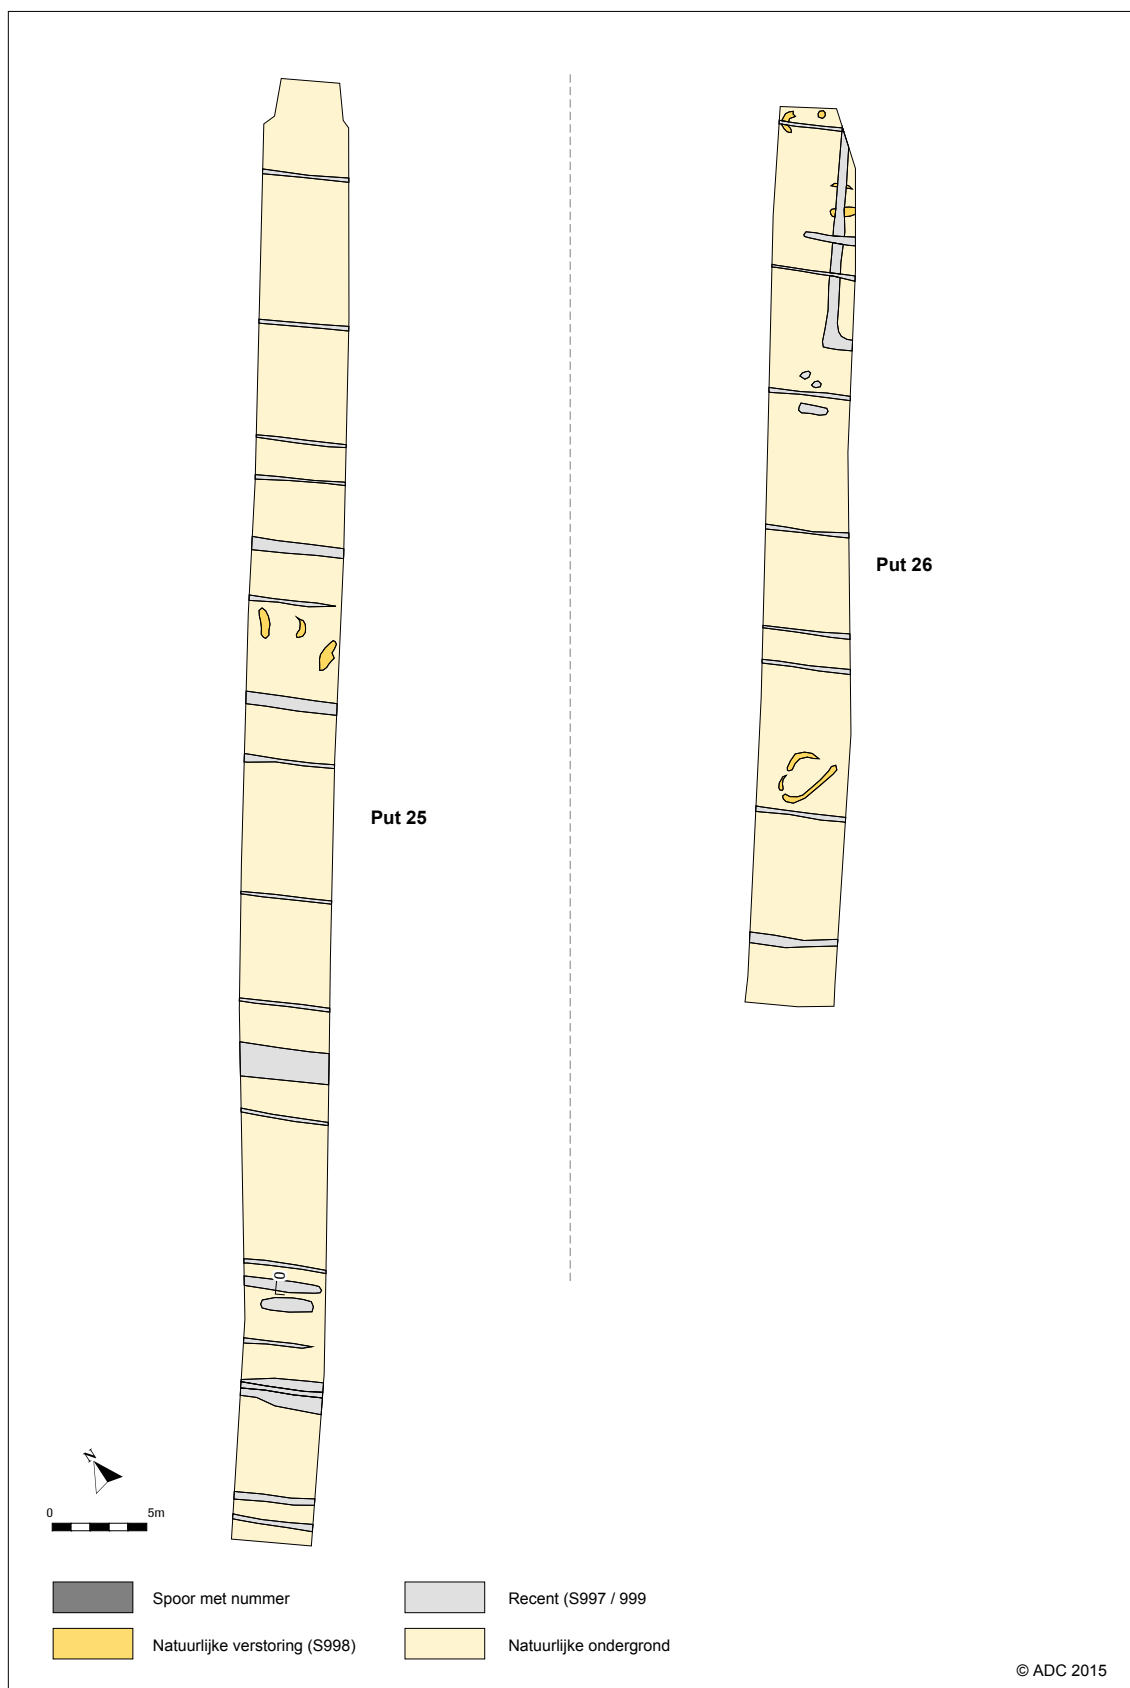 Put 26
Put 25
N
0 5m
Spoor met nummer
Recent (S997 / 999
Natuurlijke verstoring (S998)
Natuurlijke ondergrond
© ADC 2015